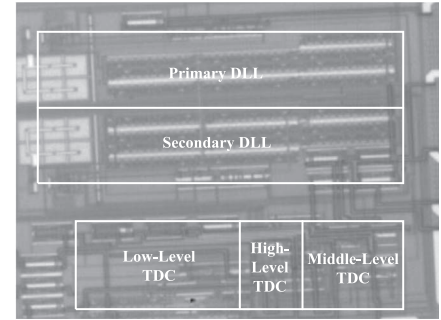 Primary DLL
Secondary DLL
Low-Level
TDC
High-
Level
TDC
Middle-Level
TDC